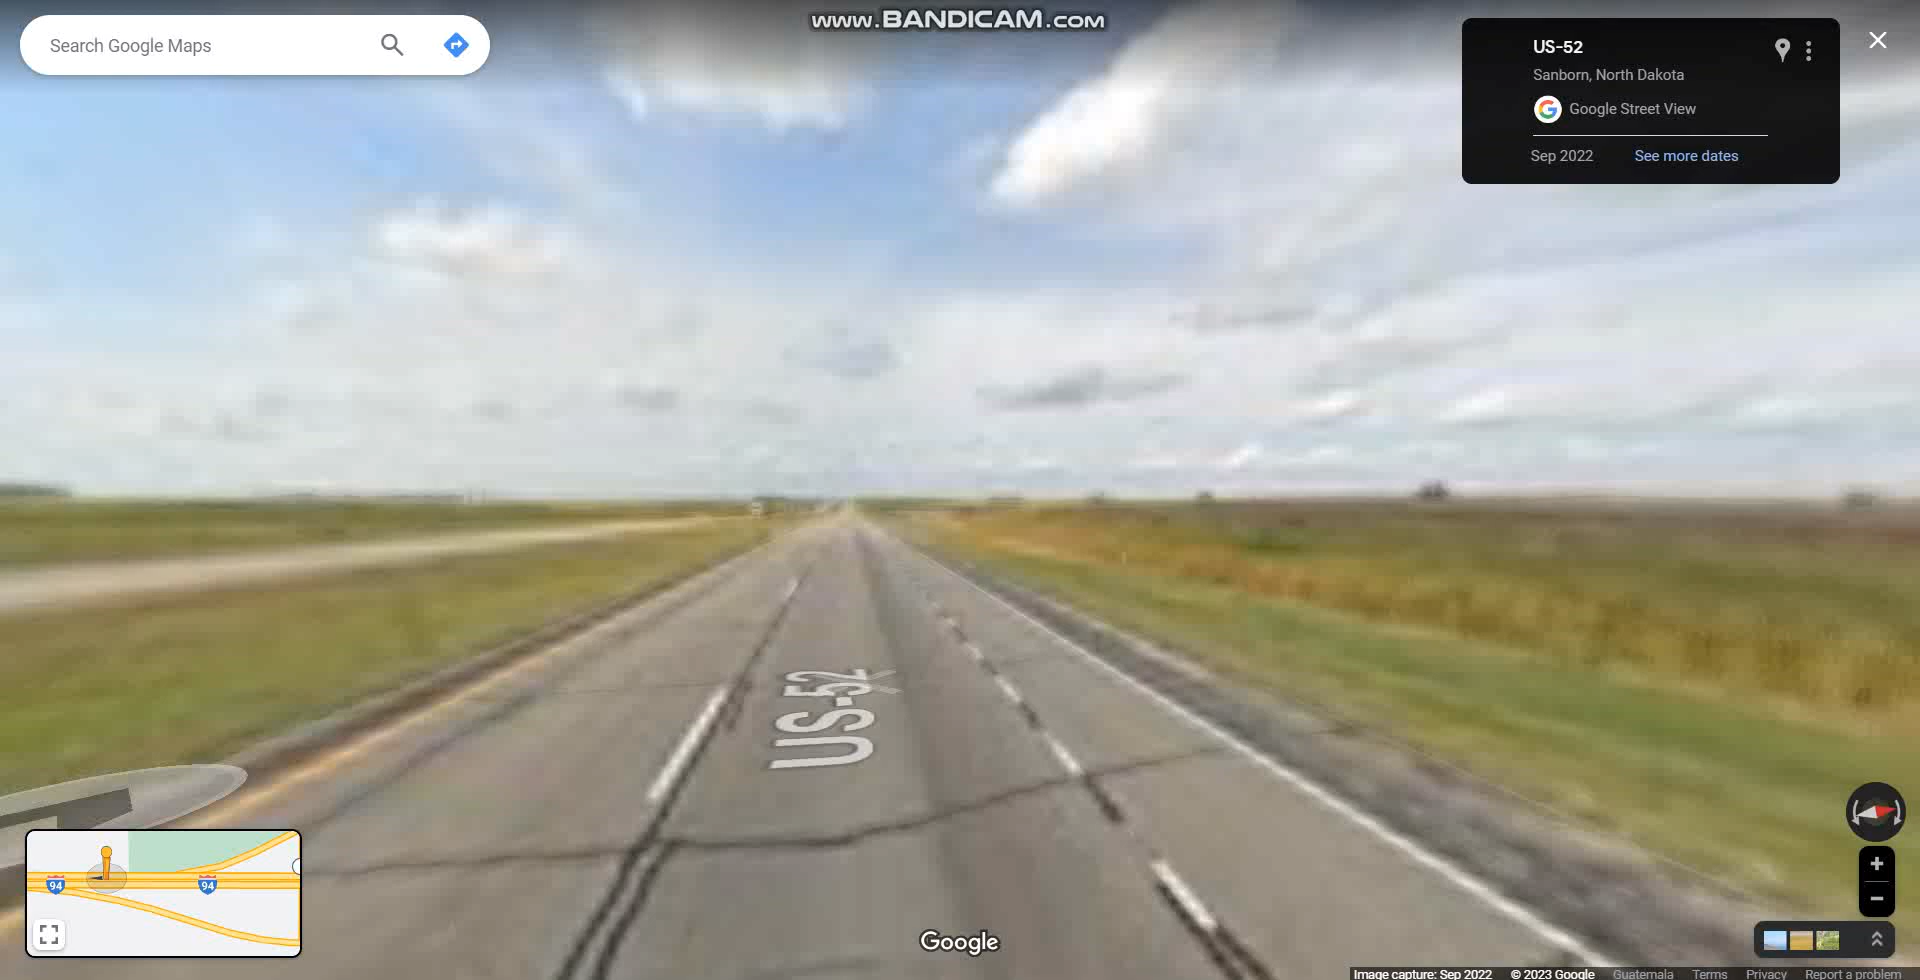 www.BANDICAM.com
Search Google Maps
US-52
Sanborn, North Dakota
Google Street View
Sep 2022
See more dates
US-52
94
94
Google
Image capture: Sep 2022 © 2023 Google Guatemala Terms Privacy Report a problem